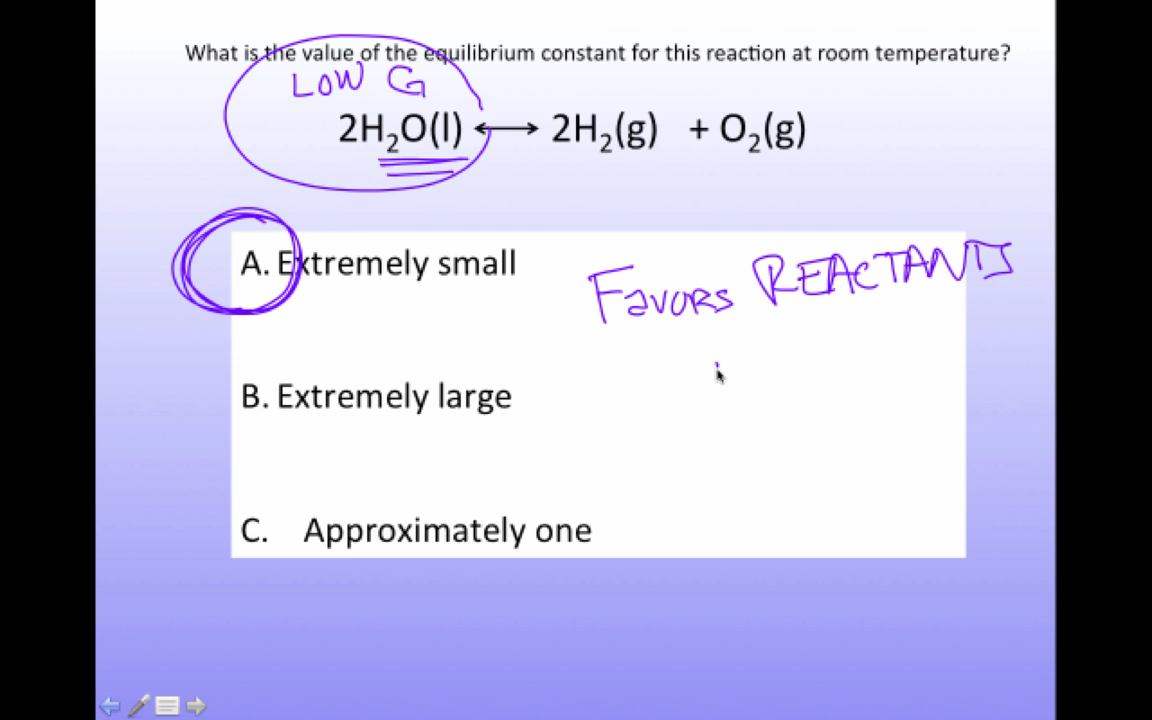 What is the value of the equilibrium constant for this reaction at room temperature?
LOW G
2H₂O(l) ⟷ 2H₂(g) + O₂(g)
A. Extremely small
FavoRs REACTANTS
B. Extremely large
C. Approximately one